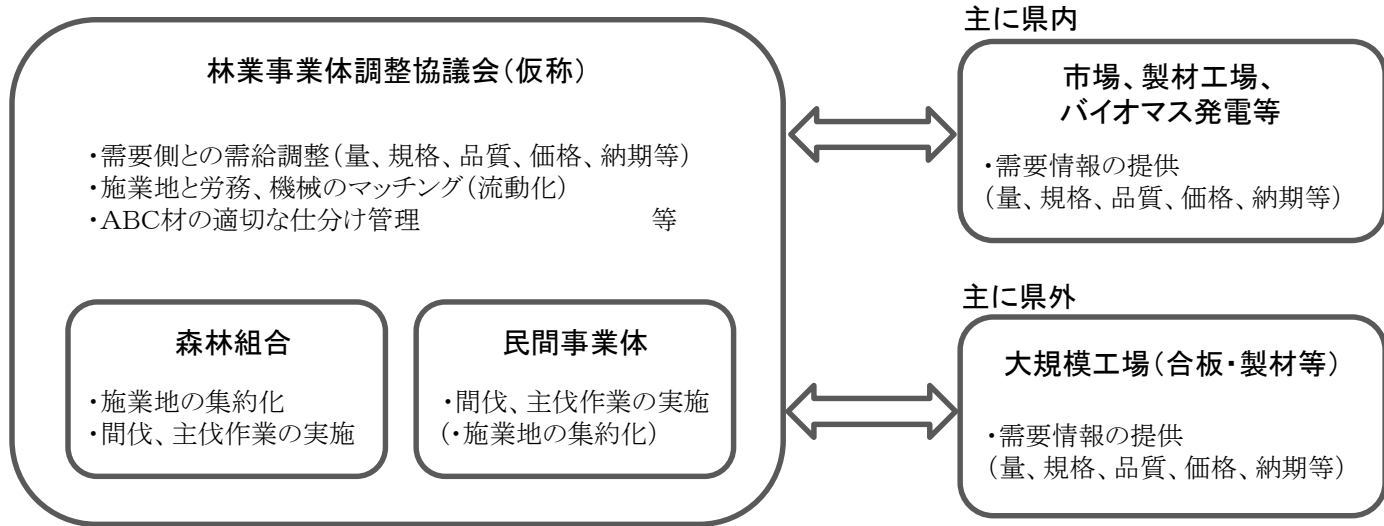 林業事業体調整協議会(仮称)
・需要側との需給調整(量、規格、品質、価格、納期等)
・施業地と労務、機械のマッチング(流動化)
・ABC材の適切な仕分け管理 等
森林組合
・施業地の集約化
・間伐、主伐作業の実施
民間事業体
・間伐、主伐作業の実施
(・施業地の集約化)
主に県内
市場、製材工場、
バイオマス発電等
・需要情報の提供
(量、規格、品質、価格、納期等)
主に県外
大規模工場(合板・製材等)
・需要情報の提供
(量、規格、品質、価格、納期等)